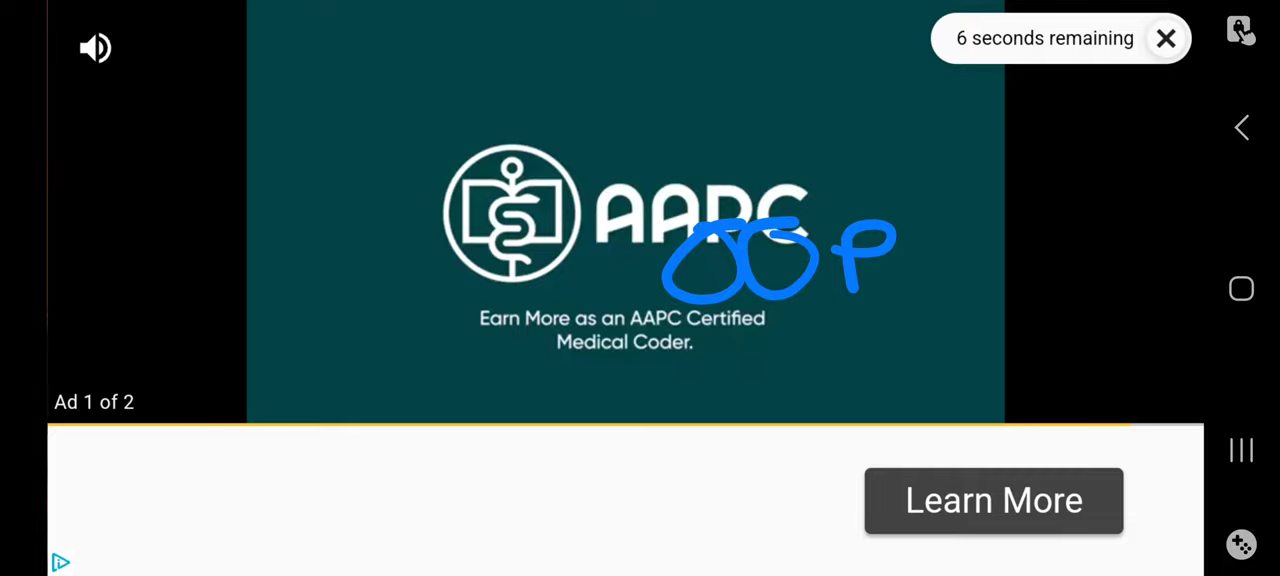 6 seconds remaining
AAPC
OOP
Earn More as an AAPC Certified
Medical Coder.
Ad 1 of 2
Learn More